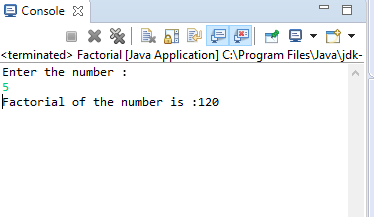 Console
<terminated> Factorial [Java Application] C:\Program Files\Java\jdk-
Enter the number :
5
Factorial of the number is :120